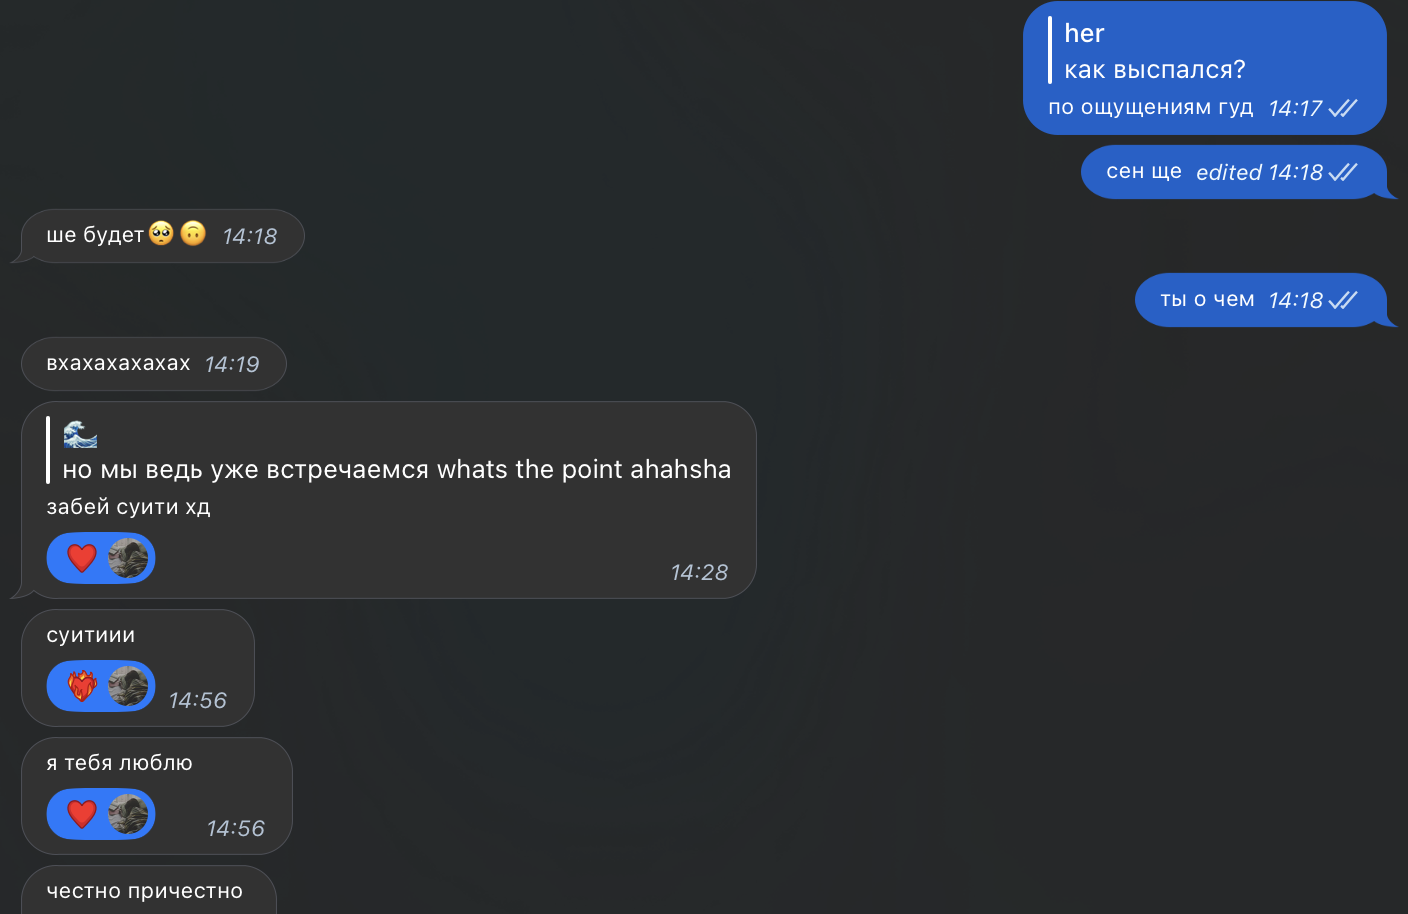 her
как выспался?
по ощущениям гуд 14:17
сен ще edited 14:18
ше будет🥺🙃 14:18
ты о чем 14:18
вхахахахахах 14:19
🌊
но мы ведь уже встречаемся whats the point ahahsha
забей суити хд
14:28
суитиии
14:56
я тебя люблю
14:56
честно причестно